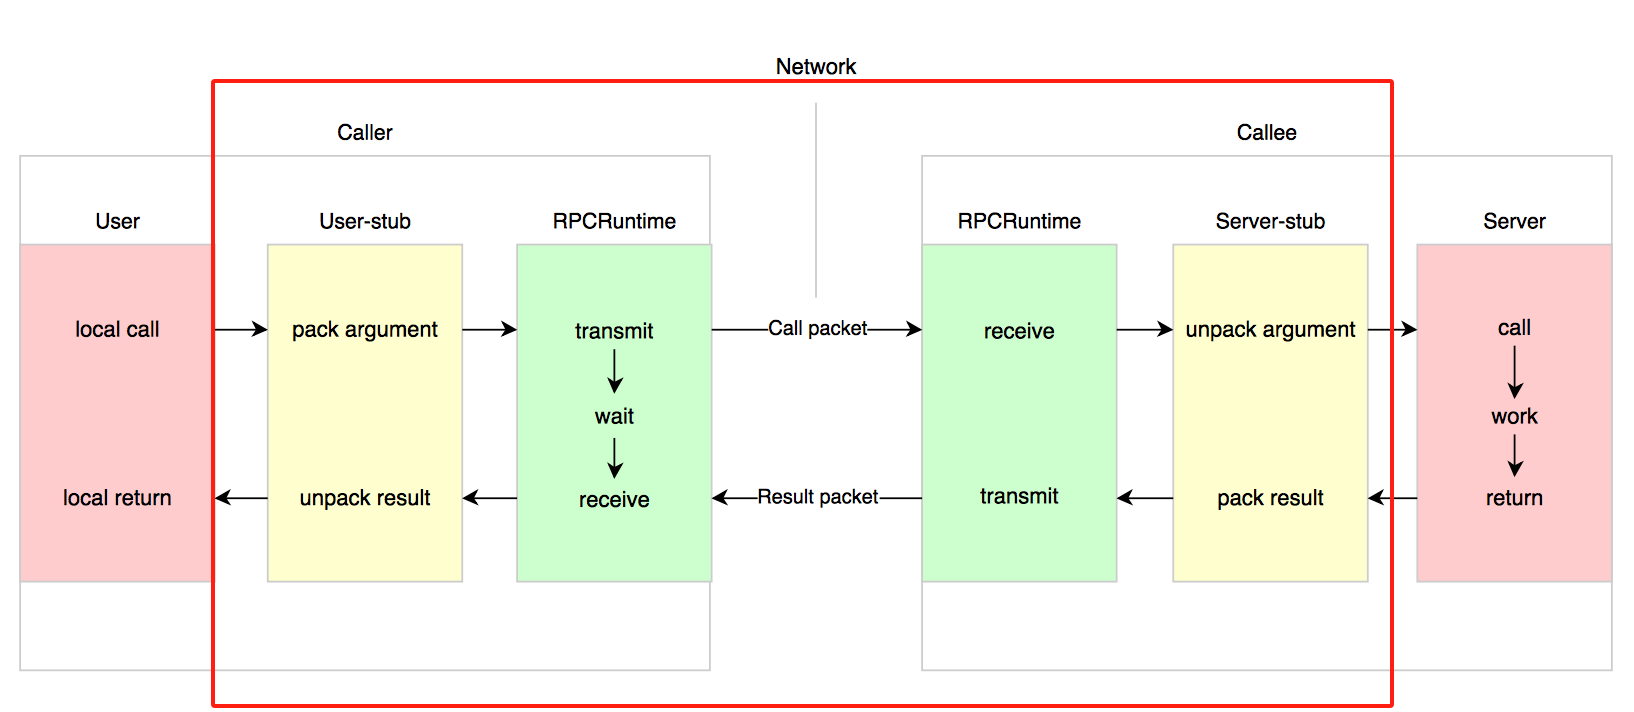 Network
Caller
Callee
User
User-stub
RPCRuntime
RPCRuntime
Server-stub
Server
local call
pack argument
transmit
Call packet
receive
unpack argument
call
wait
work
local return
unpack result
receive
Result packet
transmit
pack result
return